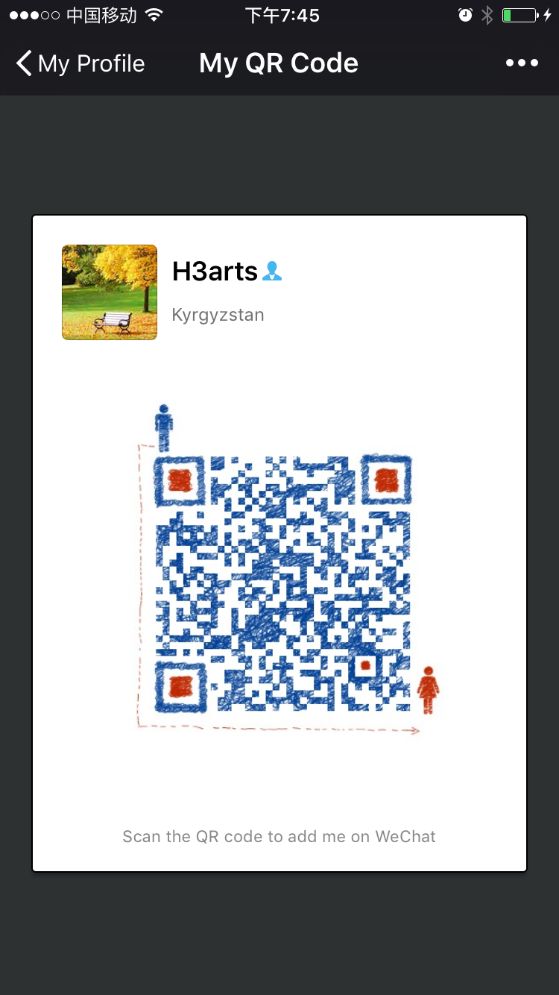 中国移动 下午7:45
My Profile My QR Code
H3arts
Kyrgyzstan
Scan the QR code to add me on WeChat